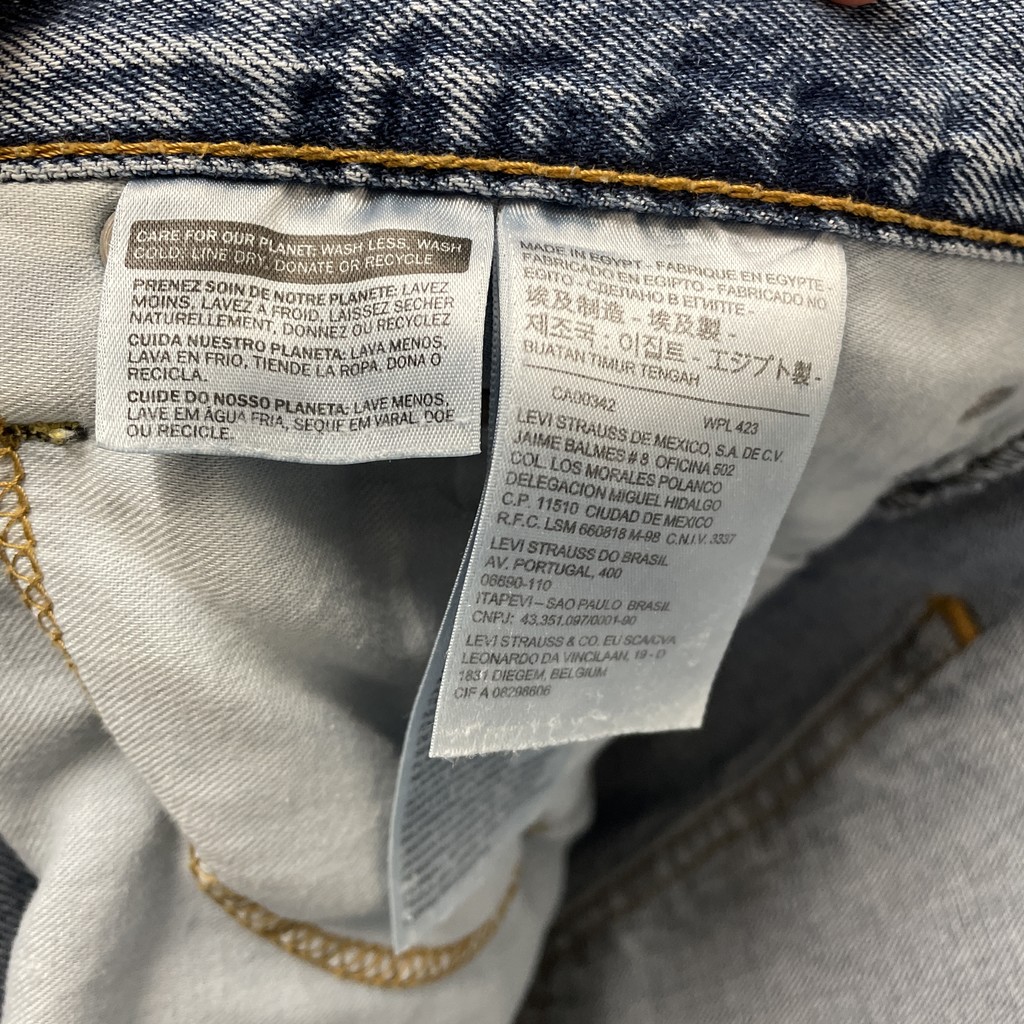 CARE FOR OUR PLANET: WASH LESS, WASH
COLD, LINE DRY, DONATE OR RECYCLE
PRENEZ SOIN DE NOTRE PLANETE: LAVEZ
MOINS, LAVEZ À FROID, LAISSEZ SÉCHER
NATURELLEMENT, DONNEZ OU RECYCLEZ
CUIDA NUESTRO PLANETA: LAVA MENOS,
LAVA EN FRIO, TIENDE LA ROPA, DONA O
RECICLA.
CUIDE DO NOSSO PLANETA: LAVE MENOS,
LAVE EM ÁGUA FRIA, SEQUE EM VARAL, DOE
OU RECICLE.
MADE IN EGYPT - FABRIQUE EN EGYPTE -
FABRICADO EN EGIPTO - FABRICADO NO
EGITO - СДЕЛАНО В ЕГИПТЕ -
埃及制造 - 埃及製 -
제조국 : 이집트 - エジプト製 -
BUATAN TIMUR TENGAH
CA00342
WPL 423
LEVI STRAUSS DE MEXICO, S.A. DE C.V.
JAIME BALMES # 8 OFICINA 502
COL. LOS MORALES POLANCO
DELEGACION MIGUEL HIDALGO
C.P. 11510 CIUDAD DE MEXICO
R.F.C. LSM 660818 M-98 C.N.I.V. 3337
LEVI STRAUSS DO BRASIL
AV. PORTUGAL, 400
06690-110
ITAPEVI – SAO PAULO BRASIL
CNPJ: 43.351.097/0001-90
LEVI STRAUSS & CO. EU SCA/CVA
LEONARDO DA VINCILAAN, 19 - D
1831 DIEGEM, BELGIUM
CIF A 08298606